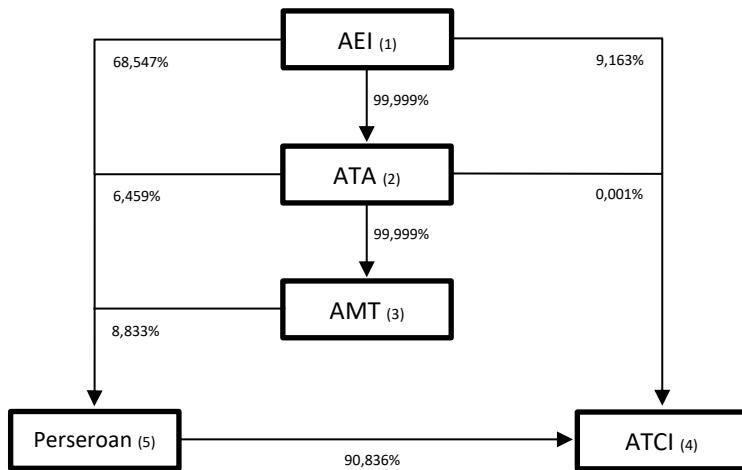 AEI (1)
68,547%
9,163%
99,999%
ATA (2)
6,459%
0,001%
99,999%
AMT (3)
8,833%
Perseroan (5)
ATCI (4)
90,836%